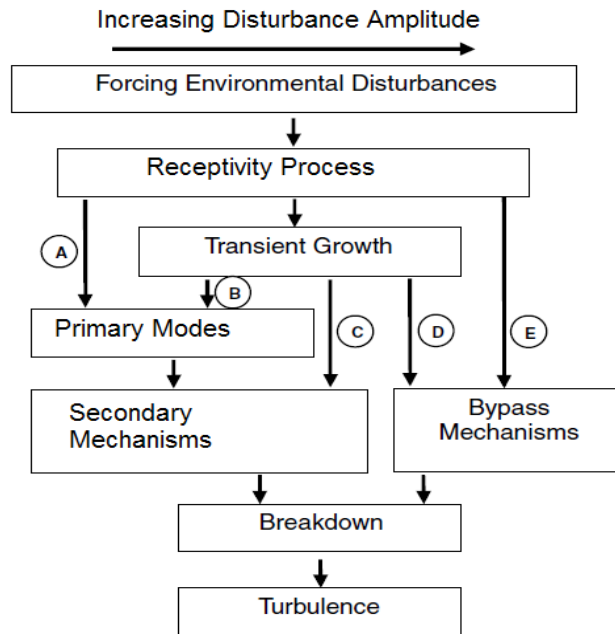 Increasing Disturbance Amplitude
Forcing Environmental Disturbances
Receptivity Process
A
Transient Growth
B
Primary Modes
C
D
E
Secondary
Mechanisms
Bypass
Mechanisms
Breakdown
Turbulence